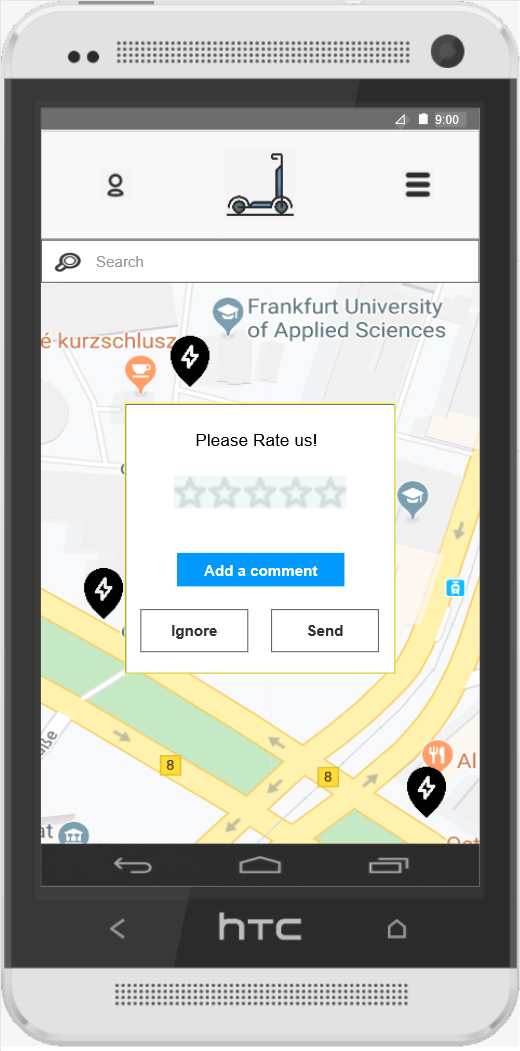 9:00
Search
Frankfurt University
of Applied Sciences
é kurzschlusz
Please Rate us!
Add a comment
Ignore
Send
aße
8
8
Al
at
hTC